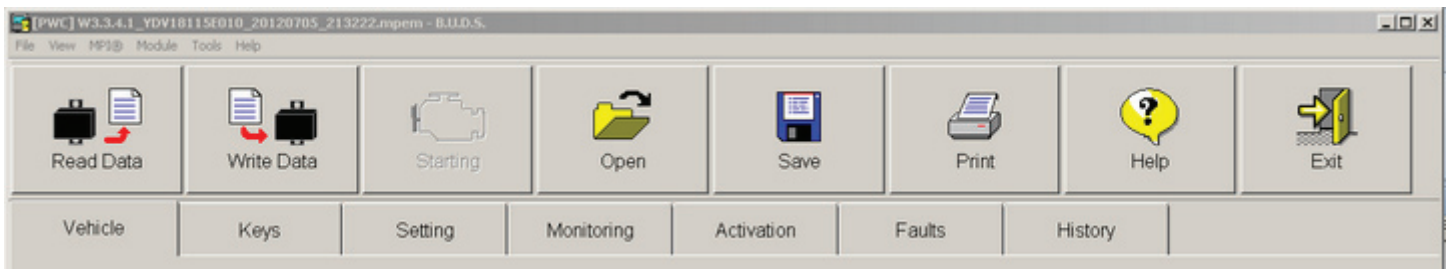 [PWC] W3.3.4.1_YDV18115E010_20120705_213222.mpem - B.U.D.S.
File View MPI® Module Tools Help
Read Data Write Data Starting Open Save Print Help Exit
Vehicle Keys Setting Monitoring Activation Faults History